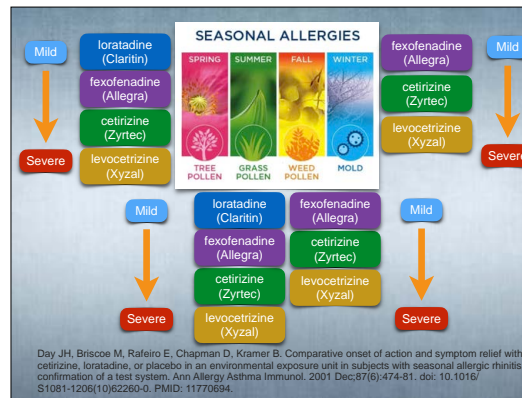 Mild
Severe
loratadine
(Claritin)
fexofenadine
(Allegra)
cetirizine
(Zyrtec)
levocetrizine
(Xyzal)
SEASONAL ALLERGIES
SPRING
SUMMER
FALL
WINTER
TREE
POLLEN
GRASS
POLLEN
WEED
POLLEN
MOLD
fexofenadine
(Allegra)
cetirizine
(Zyrtec)
levocetrizine
(Xyzal)
Mild
Severe
Mild
Severe
loratadine
(Claritin)
fexofenadine
(Allegra)
cetirizine
(Zyrtec)
levocetrizine
(Xyzal)
fexofenadine
(Allegra)
cetirizine
(Zyrtec)
levocetrizine
(Xyzal)
Mild
Severe
Day JH, Briscoe M, Rafeiro E, Chapman D, Kramer B. Comparative onset of action and symptom relief with
cetirizine, loratadine, or placebo in an environmental exposure unit in subjects with seasonal allergic rhinitis:
confirmation of a test system. Ann Allergy Asthma Immunol. 2001 Dec;87(6):474-81. doi: 10.1016/
S1081-1206(10)62260-0. PMID: 11770694.